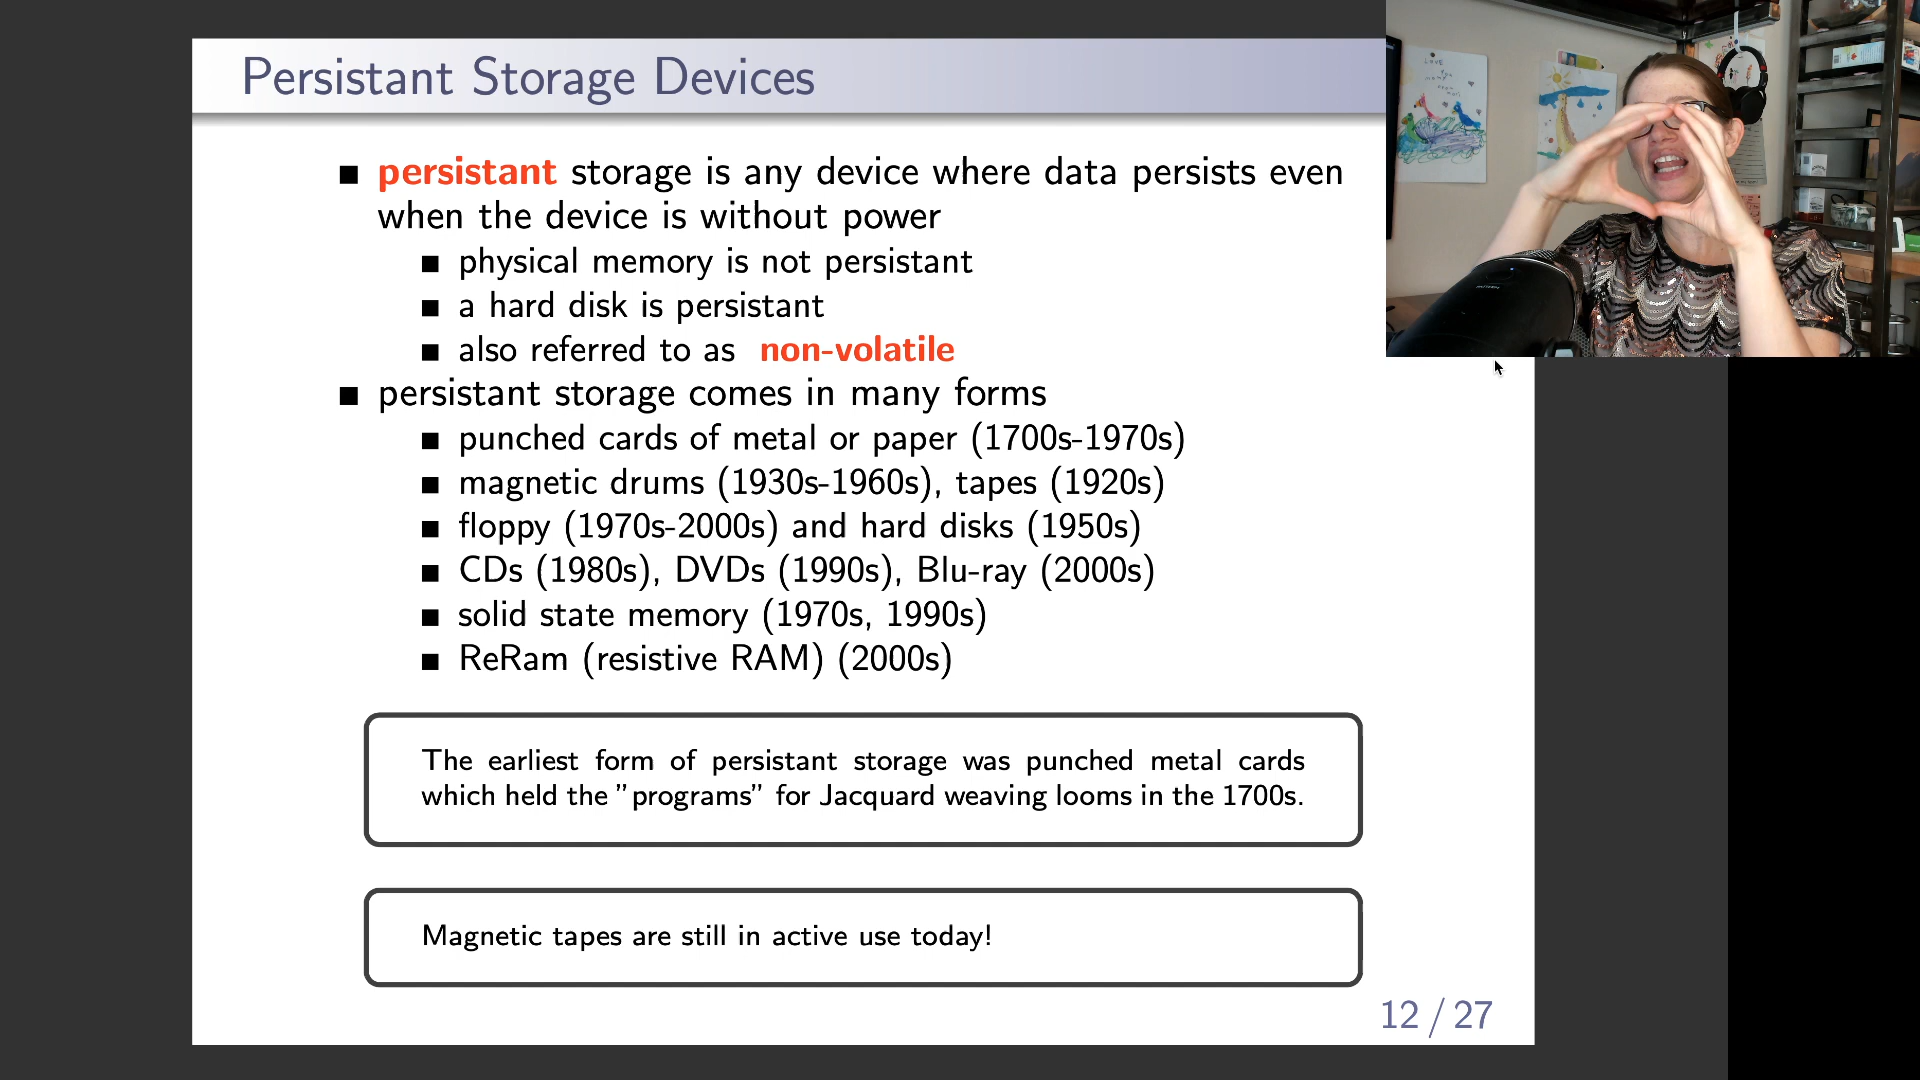 Persistant Storage Devices
persistant storage is any device where data persists even
when the device is without power
physical memory is not persistant
a hard disk is persistant
also referred to as non-volatile
persistant storage comes in many forms
punched cards of metal or paper (1700s-1970s)
magnetic drums (1930s-1960s), tapes (1920s)
floppy (1970s-2000s) and hard disks (1950s)
CDs (1980s), DVDs (1990s), Blu-ray (2000s)
solid state memory (1970s, 1990s)
ReRam (resistive RAM) (2000s)
The earliest form of persistant storage was punched metal cards
which held the "programs" for Jacquard weaving looms in the 1700s.
Magnetic tapes are still in active use today!
12 / 27